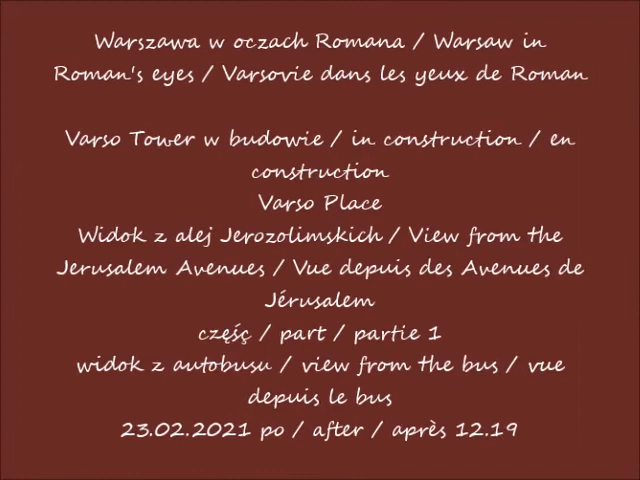 Warszawa w oczach Romana / Warsaw in
Roman's eyes / Varsovie dans les yeux de Roman
Varso Tower w budowie / in construction / en
construction
Varso Place
Widok z alej Jerozolimskich / View from the
Jerusalem Avenues / Vue depuis des Avenues de
Jérusalem
częśç / part / partie 1
widok z autobusu / view from the bus / vue
depuis le bus
23.02.2021 po / after / après 12.19